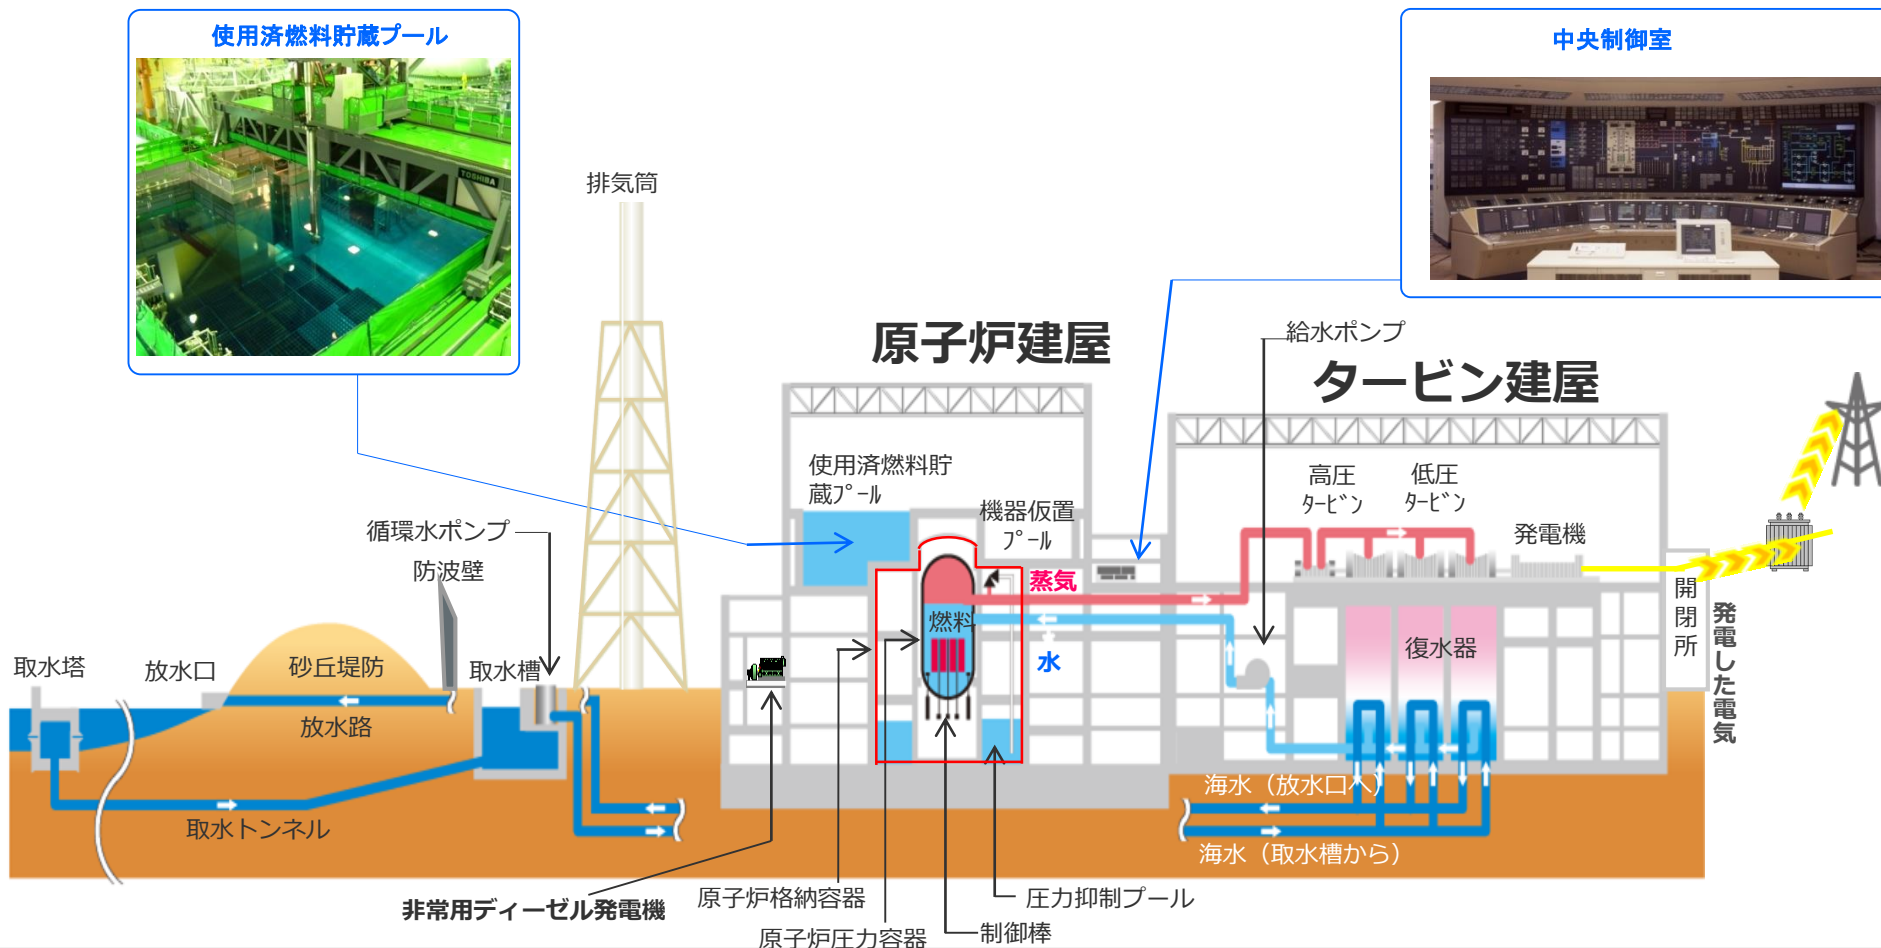 使用済燃料貯蔵プール
TOSHIBA
中央制御室
排気筒
原子炉建屋
給水ポンプ
タービン建屋
使用済燃料貯
蔵ﾌﾟｰﾙ
機器仮置
ﾌﾟｰﾙ
高圧
ﾀｰﾋﾞﾝ
低圧
ﾀｰﾋﾞﾝ
発電機
循環水ポンプ
防波壁
蒸気
燃料
水
復水器
開閉所
発電した電気
取水塔
放水口
砂丘堤防
取水槽
放水路
取水トンネル
海水（放水口へ）
海水（取水槽から）
非常用ディーゼル発電機
原子炉格納容器
原子炉圧力容器
制御棒
圧力抑制プール